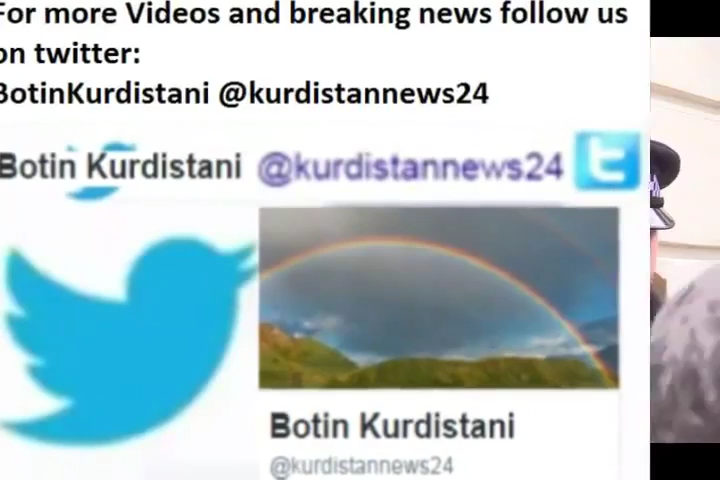 For more Videos and breaking news follow us
on twitter:
BotinKurdistani @kurdistannews24
Botin Kurdistani @kurdistannews24
Botin Kurdistani
@kurdistannews24